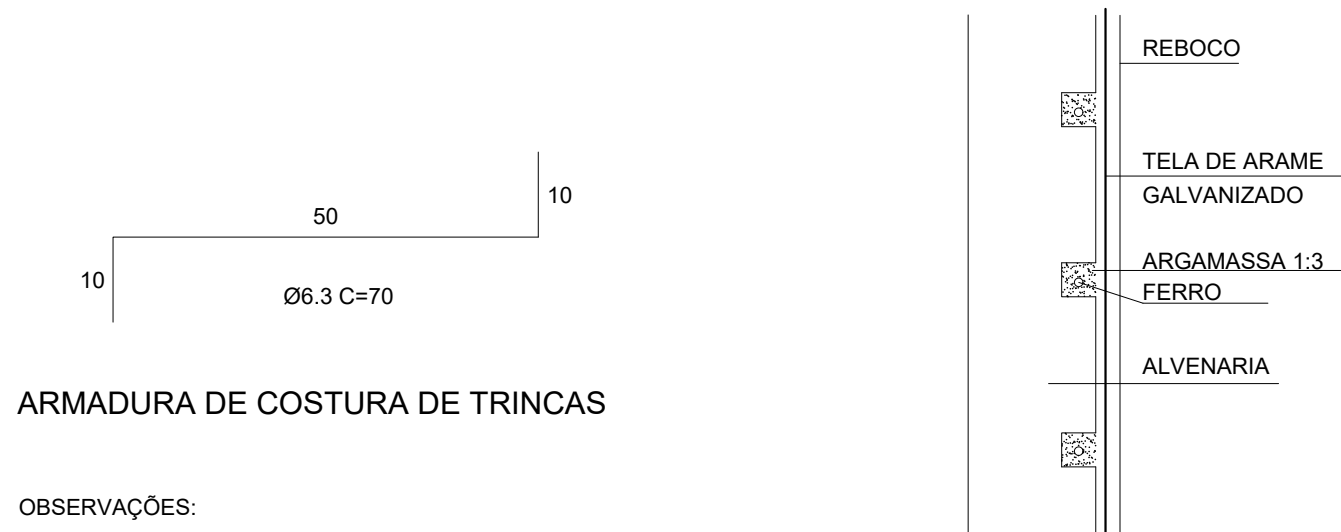 50
10
10
Ø6.3 C=70
ARMADURA DE COSTURA DE TRINCAS
OBSERVAÇÕES:
REBOCO
TELA DE ARAME
GALVANIZADO
ARGAMASSA 1:3
FERRO
ALVENARIA